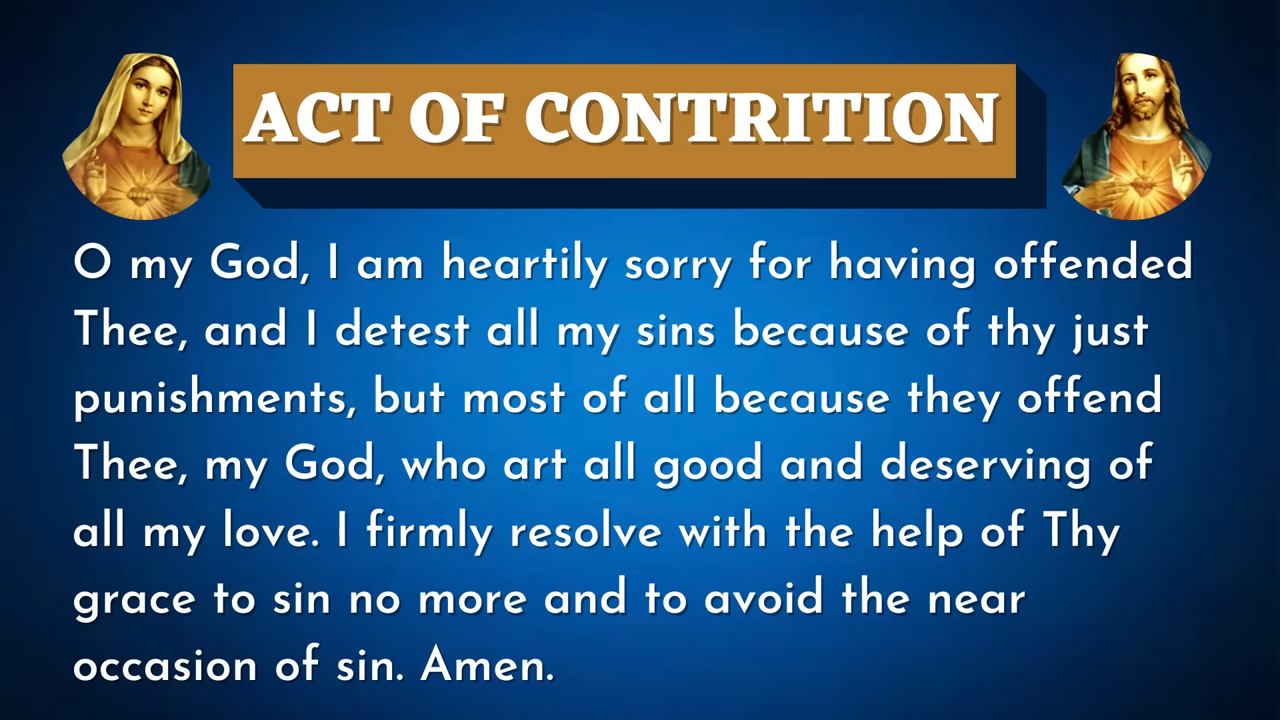 ACT OF CONTRITION
O my God, I am heartily sorry for having offended
Thee, and I detest all my sins because of thy just
punishments, but most of all because they offend
Thee, my God, who art all good and deserving of
all my love. I firmly resolve with the help of Thy
grace to sin no more and to avoid the near
occasion of sin. Amen.